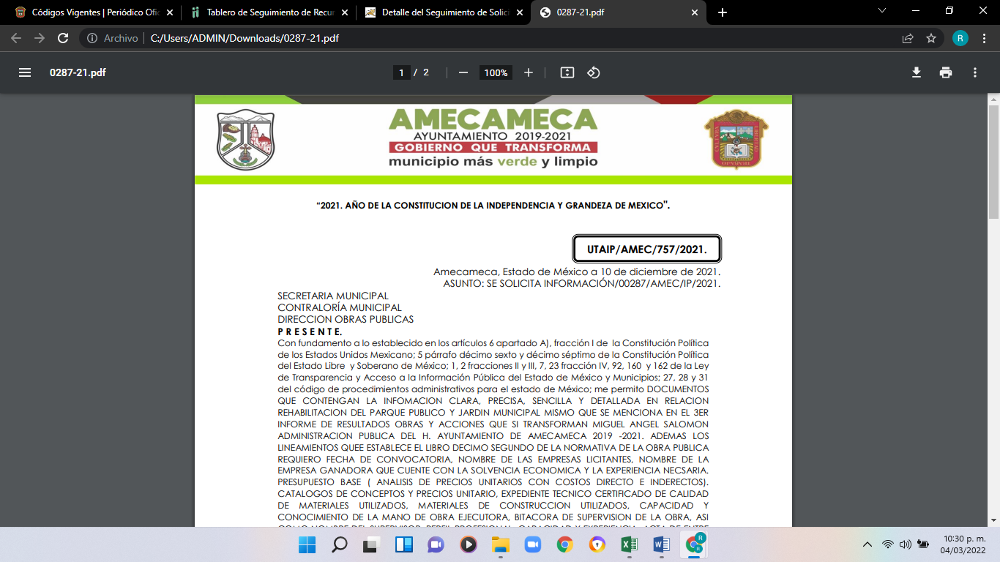 Códigos Vigentes | Periódico Ofi
Tablero de Seguimiento de Recur
Detalle del Seguimiento de Solici
0287-21.pdf
Archivo
C:/Users/ADMIN/Downloads/0287-21.pdf
R
0287-21.pdf
1 / 2
100%
AMECAMECA
AYUNTAMIENTO 2019-2021
GOBIERNO QUE TRANSFORMA
municipio más verde y limpio
“2021. AÑO DE LA CONSTITUCION DE LA INDEPENDENCIA Y GRANDEZA DE MEXICO”.
UTAIP/AMEC/757/2021.
Amecameca, Estado de México a 10 de diciembre de 2021.
ASUNTO: SE SOLICITA INFORMACIÓN/00287/AMEC/IP/2021.
SECRETARIA MUNICIPAL
CONTRALORÍA MUNICIPAL
DIRECCION OBRAS PUBLICAS
P R E S E N T E.
Con fundamento a lo establecido en los artículos 6 apartado A), fracción I de la Constitución Política
de los Estados Unidos Mexicano; 5 párrafo décimo sexto y décimo séptimo de la Constitución Política
del Estado Libre y Soberano de México; 1, 2 fracciones II y III, 7, 23 fracción IV, 92, 160 y 162 de la Ley
de Transparencia y Acceso a la Información Pública del Estado de México y Municipios; 27, 28 y 31
del código de procedimientos administrativos para el estado de México; me permito DOCUMENTOS
QUE CONTENGAN LA INFOMACION CLARA, PRECISA, SENCILLA Y DETALLADA EN RELACION
REHABILITACION DEL PARQUE PUBLICO Y JARDIN MUNICIPAL MISMO QUE SE MENCIONA EN EL 3ER
INFORME DE RESULTADOS OBRAS Y ACCIONES QUE SI TRANSFORMAN MIGUEL ANGEL SALOMON
ADMINISTRACION PUBLICA DEL H. AYUNTAMIENTO DE AMECAMECA 2019 -2021. ADEMAS LOS
LINEAMIENTOS QUEE ESTABLECE EL LIBRO DECIMO SEGUNDO DE LA NORMATIVA DE LA OBRA PUBLICA
REQUIERO FECHA DE CONVOCATORIA, NOMBRE DE LAS EMPRESAS LICITANTES, NOMBRE DE LA
EMPRESA GANADORA QUE CUENTE CON LA SOLVENCIA ECONOMICA Y LA EXPERIENCIA NECSARIA.
PRESUPUESTO BASE ( ANALISIS DE PRECIOS UNITARIOS CON COSTOS DIRECTO E INDERECTOS).
CATALOGOS DE CONCEPTOS Y PRECIOS UNITARIO, EXPEDIENTE TECNICO CERTIFICADO DE CALIDAD
DE MATERIALES UTILIZADOS, MATERIALES DE CONSTRUCCION UTILIZADOS, CAPACIDAD Y
CONOCIMIENTO DE LA MANO DE OBRA EJECUTORA, BITACORA DE SUPERVISION DE LA OBRA, ASI
COMO NOMBRE DEL SUPERVISOR, PERFIL PROFESIONAL, CAPACIDAD Y EXPERIENCIA, ACTA DE ENTRE
10:30 p. m.
04/03/2022